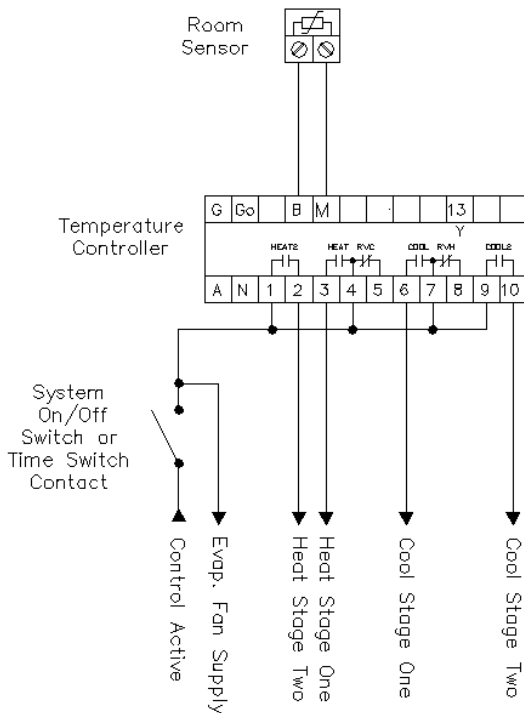 Room
Sensor
G Go B M 13
Y
Temperature
Controller
HEAT2 HEAT RVC COOL RVH COOL2
A N 1 2 3 4 5 6 7 8 9 10
System
On/Off
Switch or
Time Switch
Contact
Control Active
Evap. Fan Supply
Heat Stage Two
Heat Stage One
Cool Stage One
Cool Stage Two